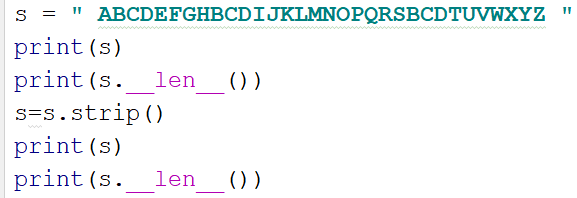 s = " ABCDEFGHBCDIJKLMNOPQRSBCDTUVWXYZ "
print(s)
print(s.__len__())
s=s.strip()
print(s)
print(s.__len__())